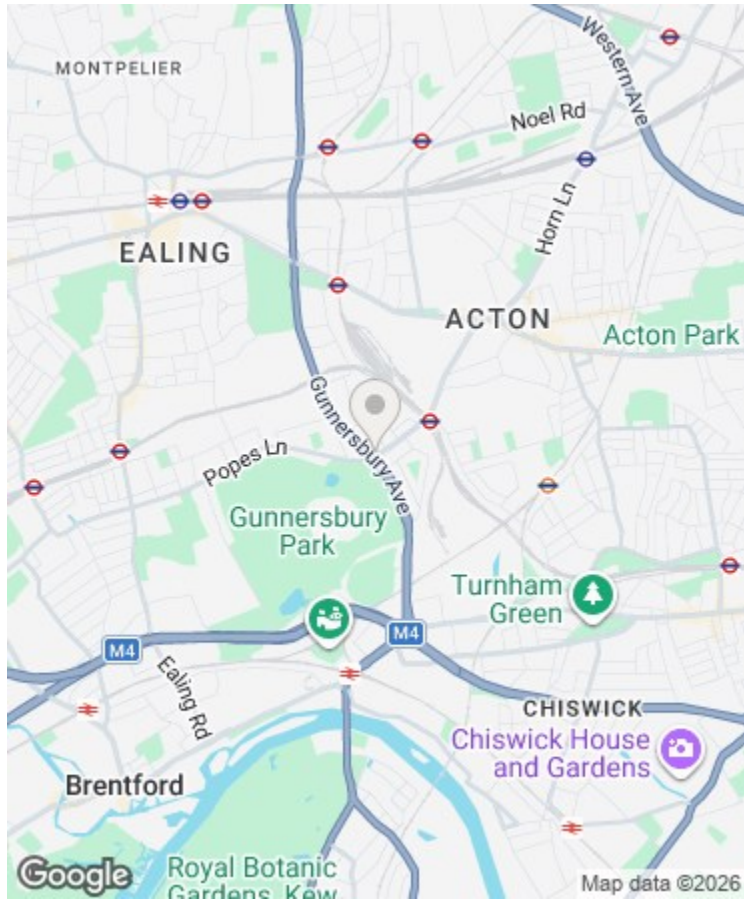 MONTPELIER
Western Ave
Noel Rd
Horn Ln
EALING
ACTON
Acton Park
Gunnersbury Ave
Popes Ln
Gunnersbury
Park
Turnham
Green
M4
M4
Ealing Rd
CHISWICK
Chiswick House
and Gardens
Brentford
Royal Botanic
Gardens, Kew
Google
Map data ©2026